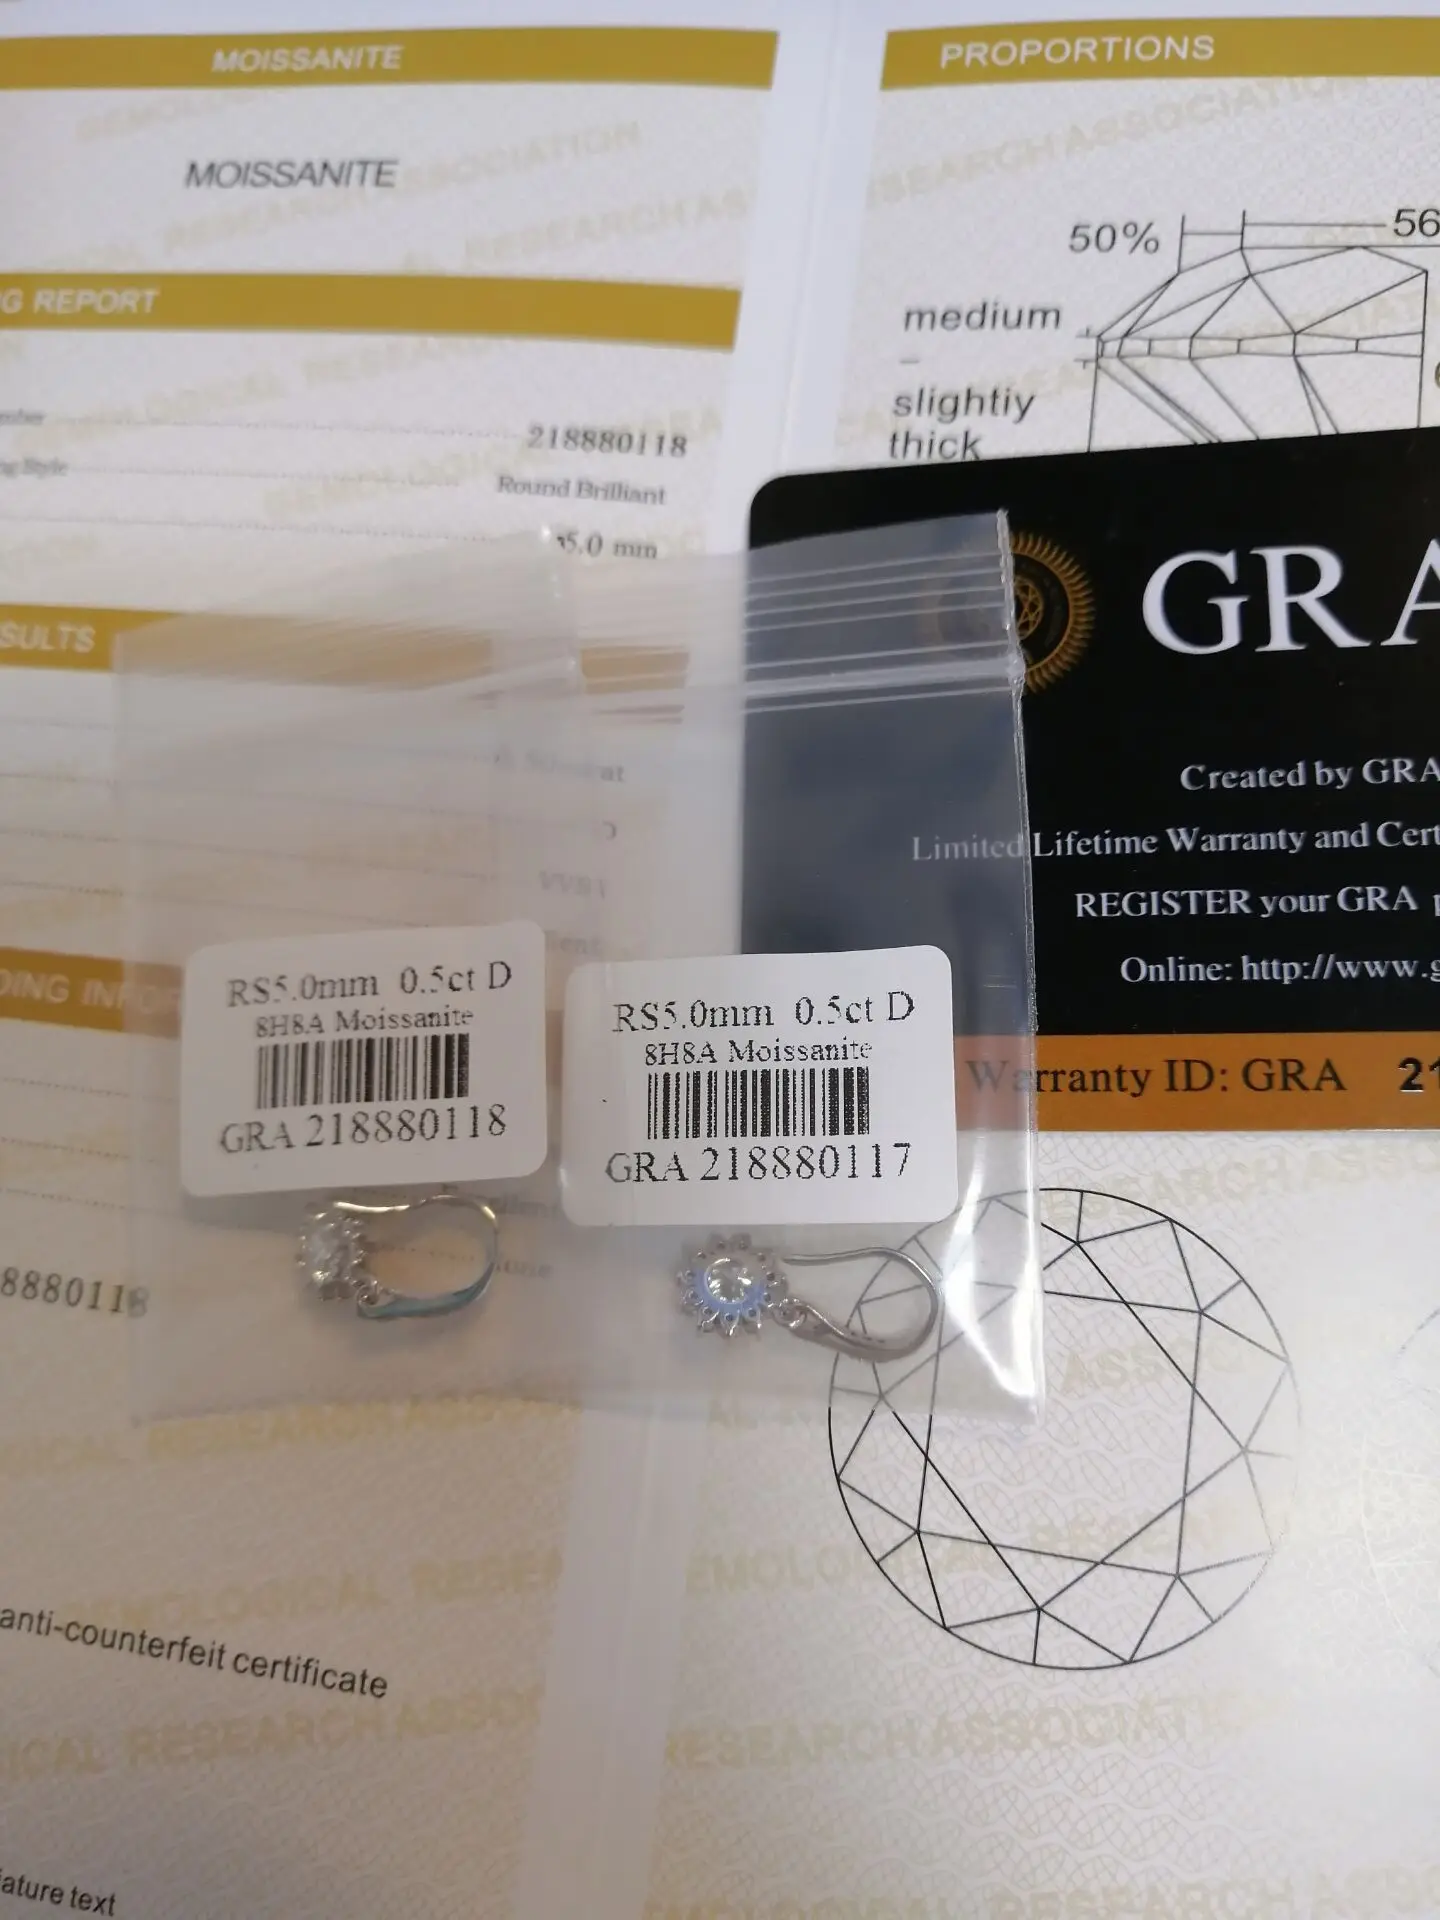 MOISSANITE
MOISSANITE
G REPORT
218880118
Round Brilliant
5.0 mm
SULTS
VVS1
8880118
anti-counterfeit certificate
ature text
PROPORTIONS
50%
56
medium
–
slightiy
thick
GRA
Created by GRA
Limited Lifetime Warranty and Cert
REGISTER your GRA p
Online: http://www.g
Warranty ID: GRA 21
RS5.0mm 0.5ct D
8H8A Moissanite
GRA 218880118
RS5.0mm 0.5ct D
8H8A Moissanite
GRA 218880117
GEMOLOGICAL RESEARCH ASSOCIATION